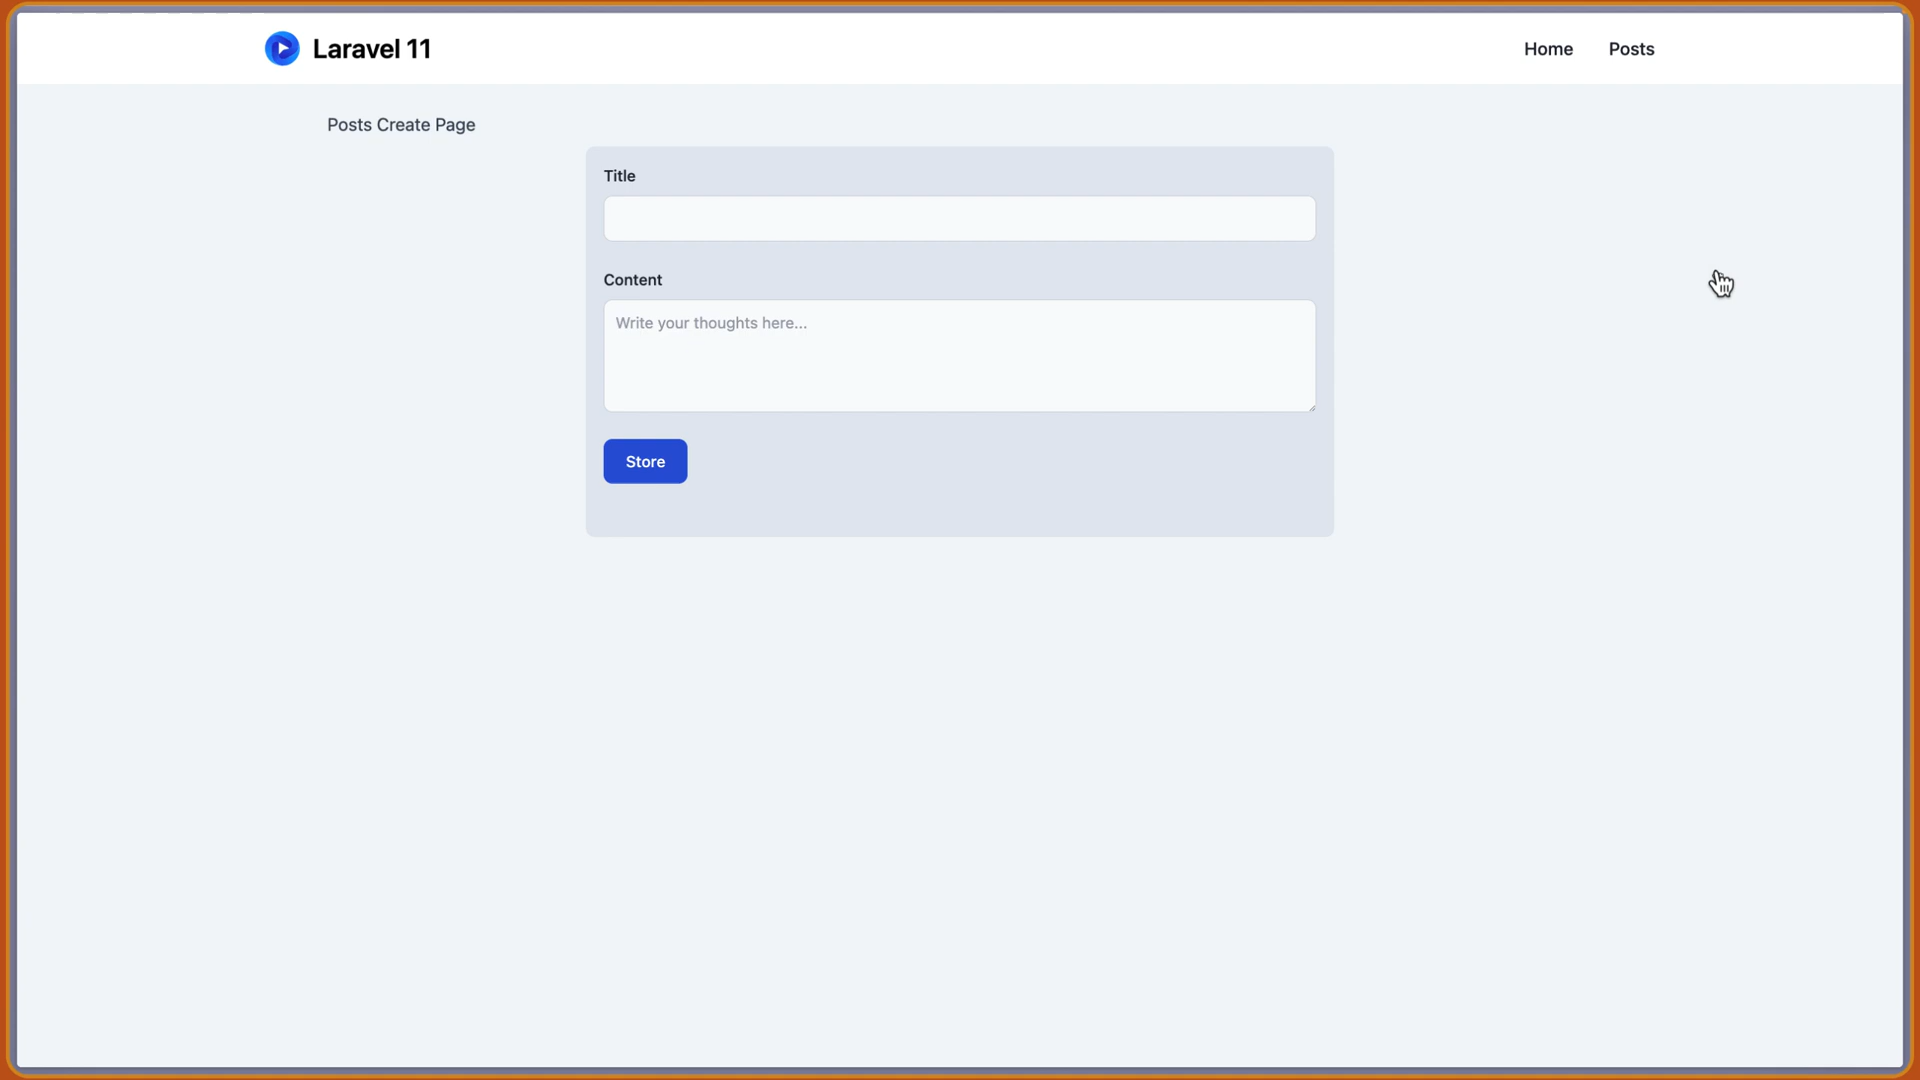 Laravel 11
Home Posts
Posts Create Page
Title
Content
Write your thoughts here...
Store